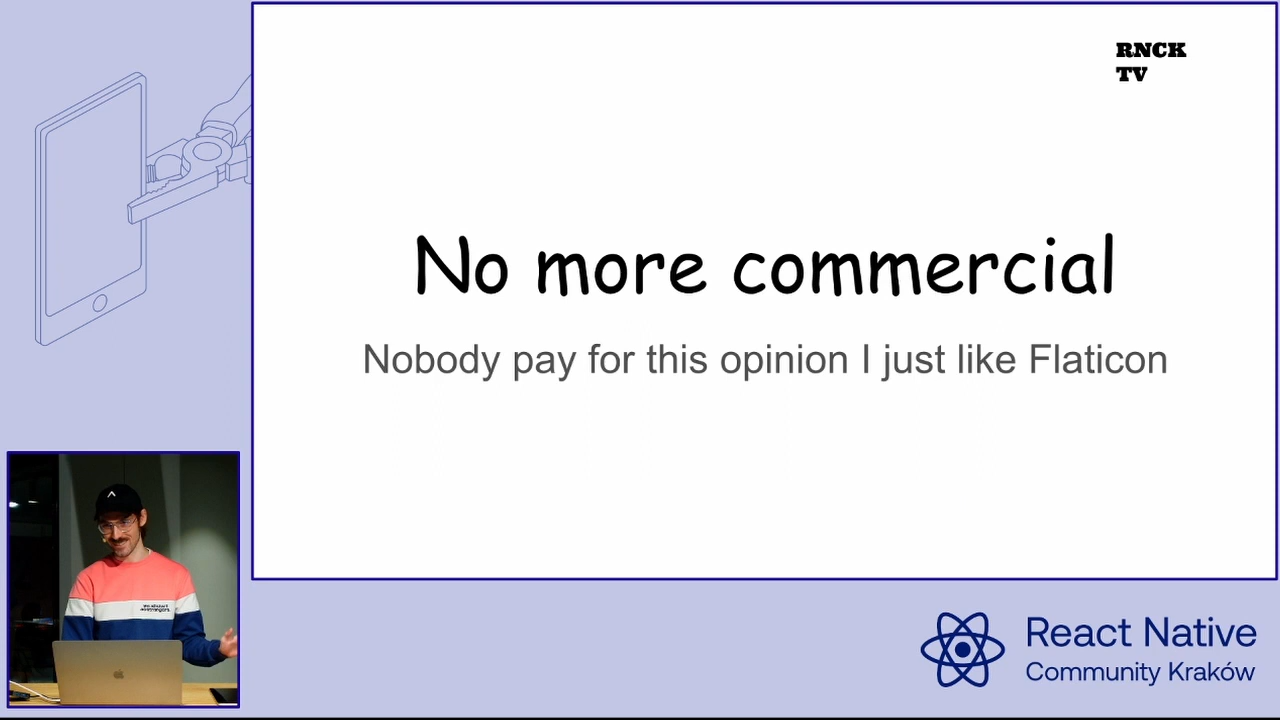 RNCK
TV
No more commercial
Nobody pay for this opinion I just like Flaticon
React Native
Community Kraków